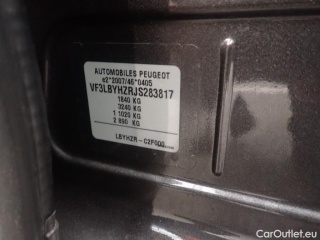 AUTOMOBILES PEUGEOT
e2*2007/46*0405
VF3LBYHZRJS283817
1840 KG
3240 KG
1 1020 KG
2 890 KG
LBYHZR - C2F000
CarOutlet.eu